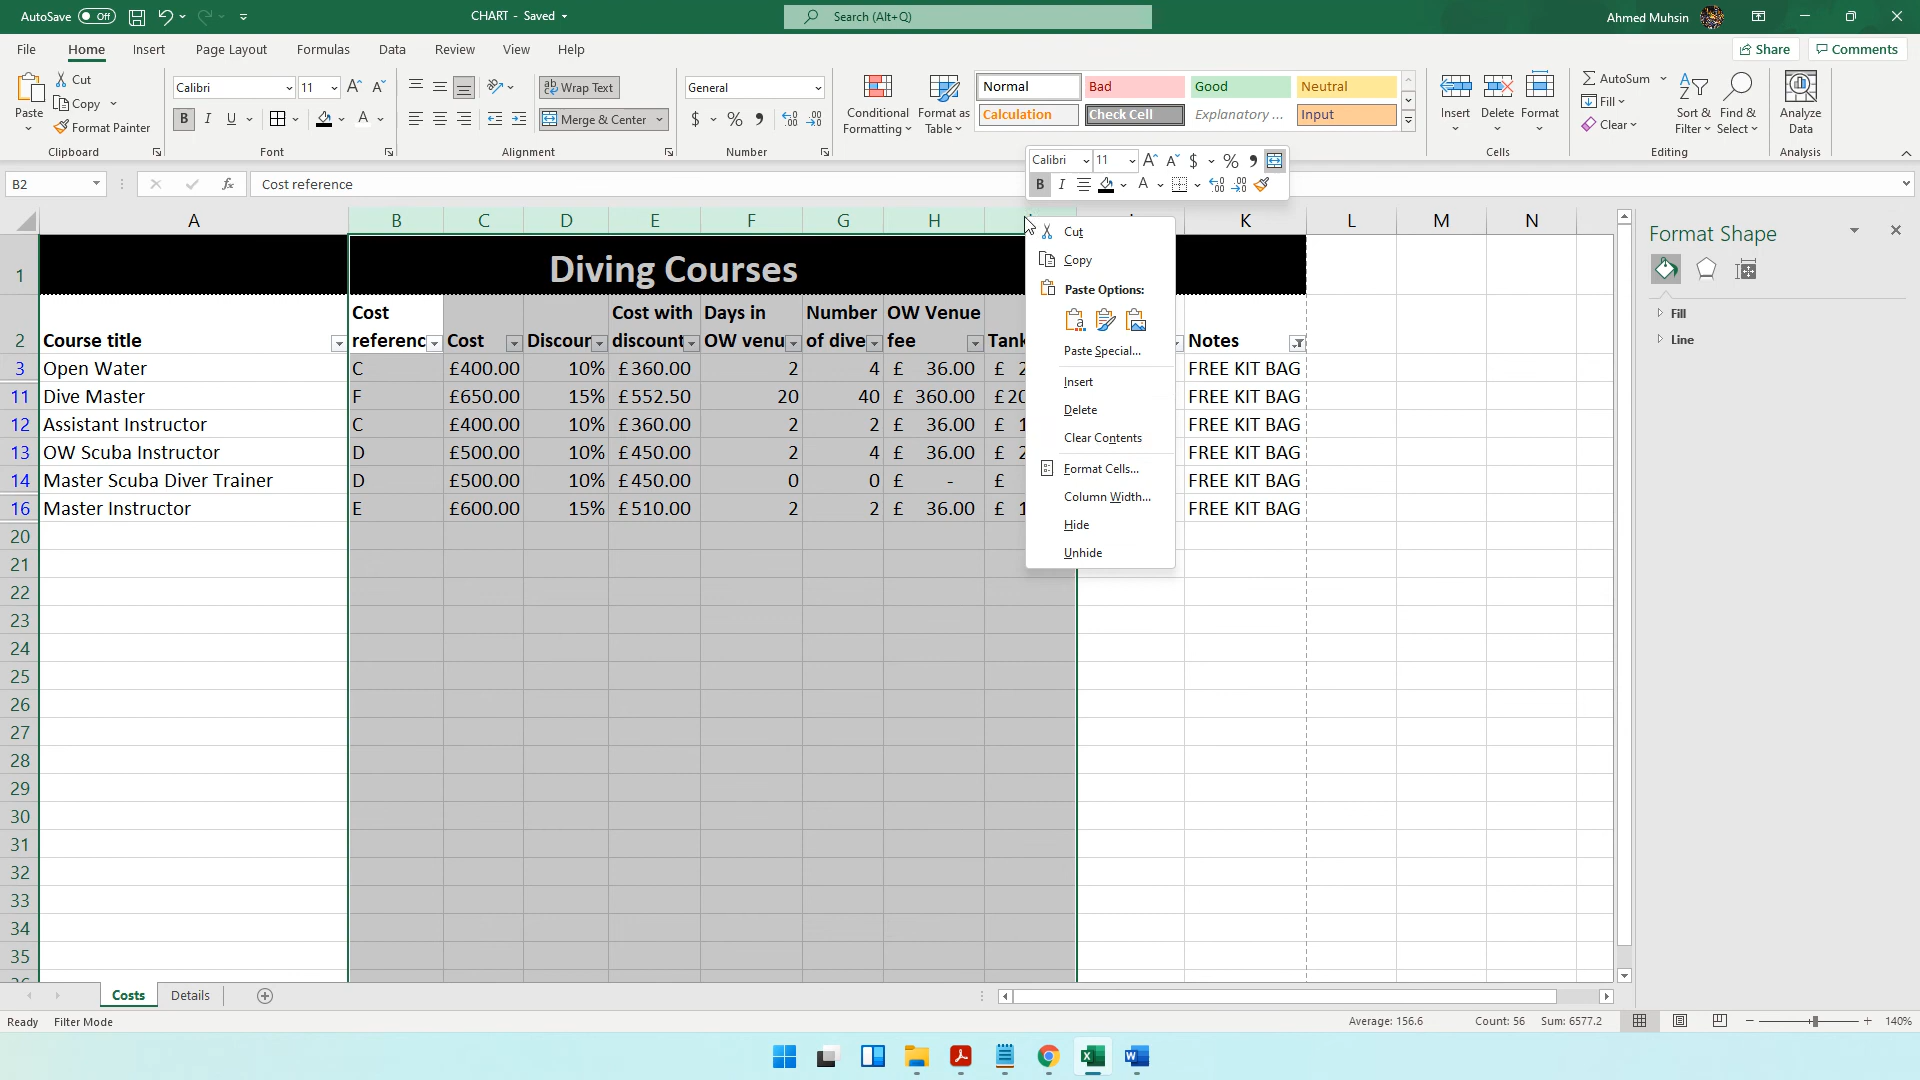 AutoSave Off CHART - Saved Search (Alt+Q) Ahmed Muhsin
File Home Insert Page Layout Formulas Data Review View Help Share Comments
Paste Cut Copy Format Painter Clipboard
Calibri 11 B I U A Font
Wrap Text Merge & Center Alignment
General $ % Number
Conditional Formatting Format as Table
Normal Bad Good Neutral
Calculation Check Cell Explanatory ... Input
Insert Delete Format Cells
AutoSum Fill Clear Sort & Filter Find & Select Editing
Analyze Data Analysis
Calibri 11 $ %
B I A
B2 fx Cost reference
A B C D E F G H K L M N
1 Diving Courses
2 Course title Cost referenc Cost Discour Cost with discount Days in OW venu Number of dive OW Venue fee Tank Notes
3 Open Water C £400.00 10% £360.00 2 4 £ 36.00 £ 2 FREE KIT BAG
11 Dive Master F £650.00 15% £552.50 20 40 £ 360.00 £20 FREE KIT BAG
12 Assistant Instructor C £400.00 10% £360.00 2 2 £ 36.00 £ 1 FREE KIT BAG
13 OW Scuba Instructor D £500.00 10% £450.00 2 4 £ 36.00 £ 2 FREE KIT BAG
14 Master Scuba Diver Trainer D £500.00 10% £450.00 0 0 £ - £ FREE KIT BAG
16 Master Instructor E £600.00 15% £510.00 2 2 £ 36.00 £ 1 FREE KIT BAG
20
21
22
23
24
25
26
27
28
29
30
31
32
33
34
35
Cut
Copy
Paste Options:
Paste Special...
Insert
Delete
Clear Contents
Format Cells...
Column Width...
Hide
Unhide
Format Shape
Fill
Line
Costs Details
Ready Filter Mode Average: 156.6 Count: 56 Sum: 6577.2 140%